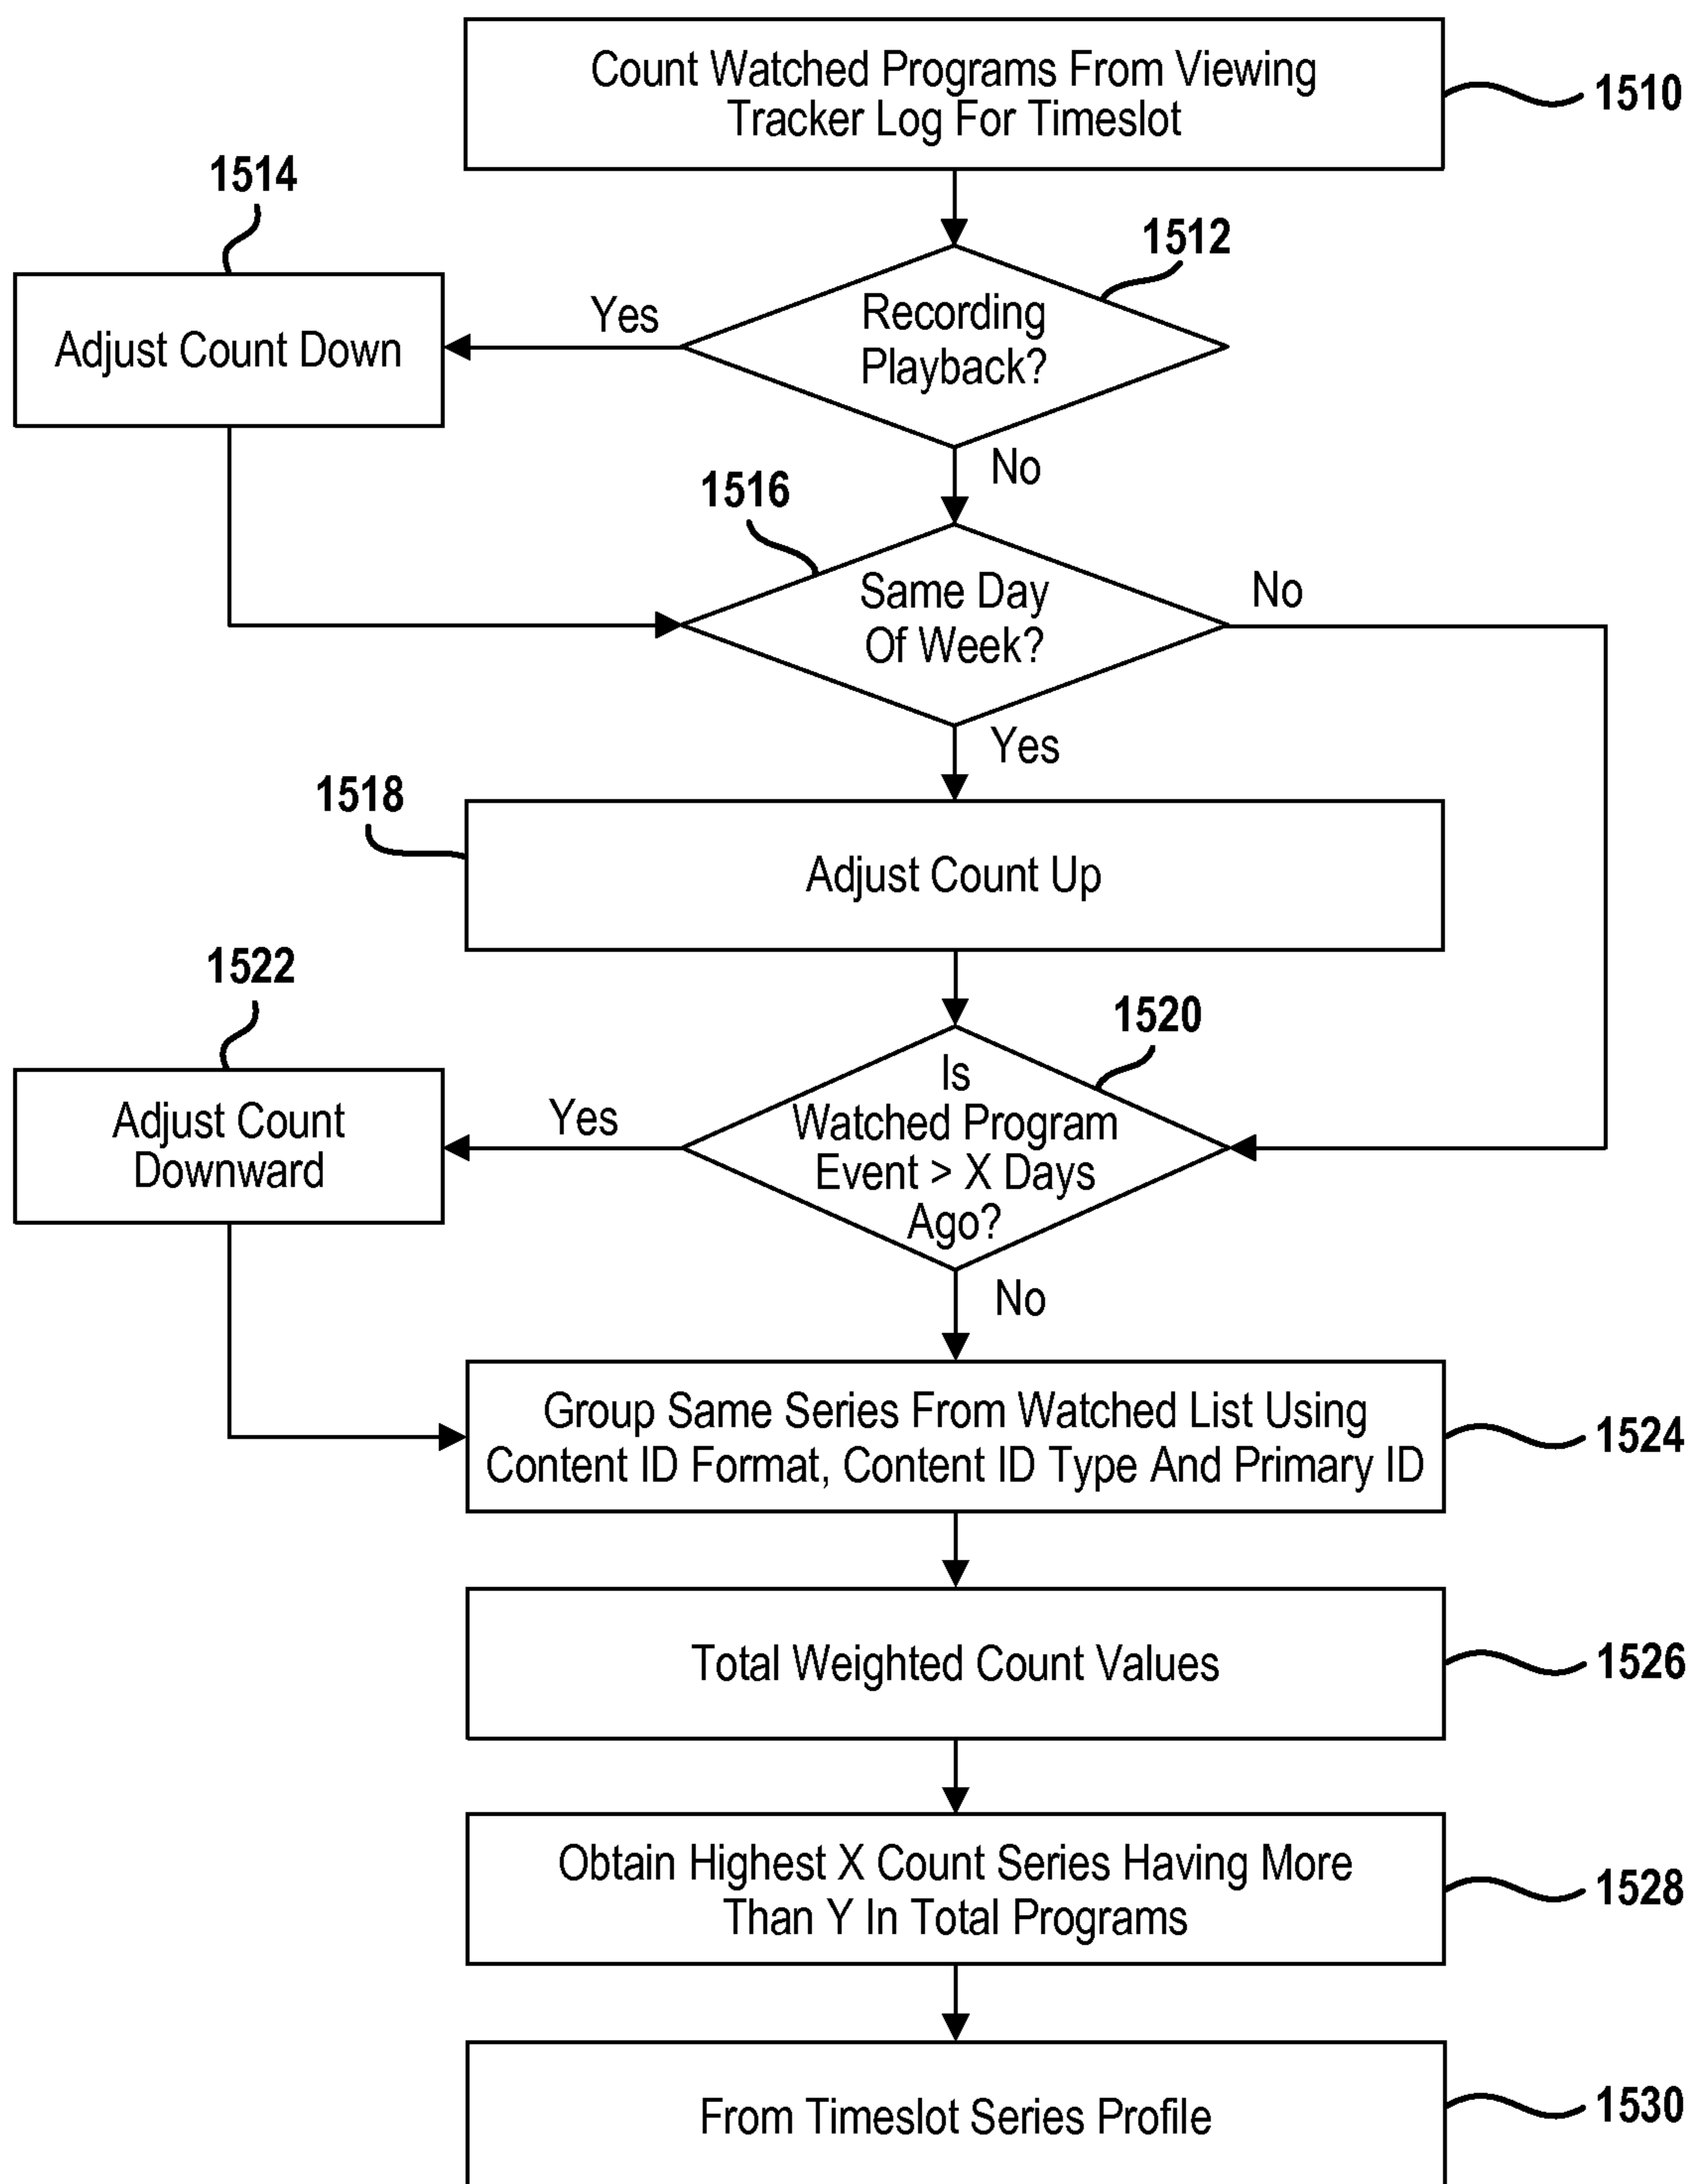 Count Watched Programs From Viewing
Tracker Log For Timeslot
1510
1514
1512
Adjust Count Down
Yes
Recording
Playback?
No
1516
Same Day
Of Week?
No
Yes
1518
Adjust Count Up
1522
1520
Adjust Count
Downward
Yes
Is
Watched Program
Event > X Days
Ago?
No
Group Same Series From Watched List Using
Content ID Format, Content ID Type And Primary ID
1524
Total Weighted Count Values
1526
Obtain Highest X Count Series Having More
Than Y In Total Programs
1528
From Timeslot Series Profile
1530